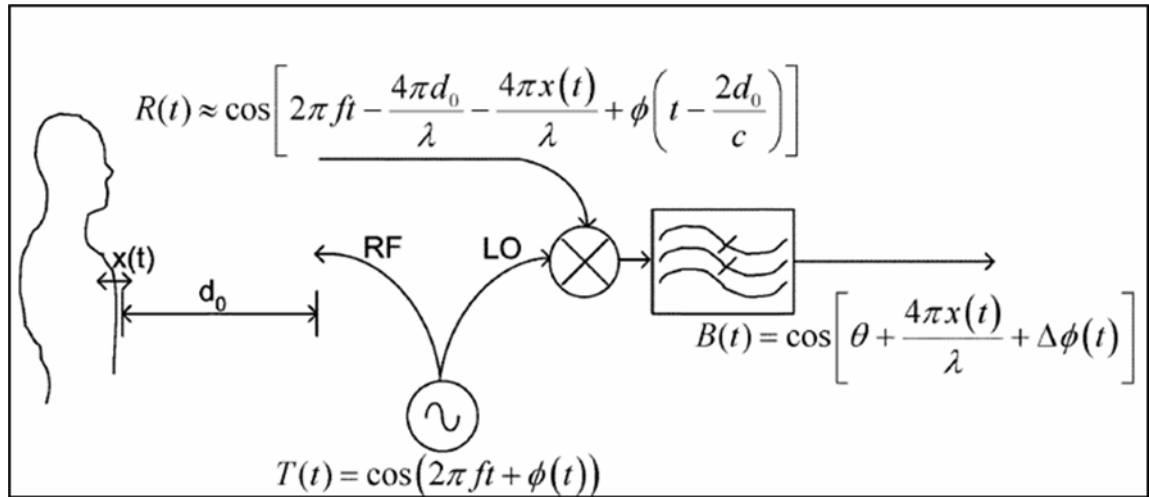 R(t) ≈ cos[2πft − 4πd₀/λ − 4πx(t)/λ + ϕ(t − 2d₀/c)]
x(t)
d₀
RF
LO
B(t) = cos[θ + 4πx(t)/λ + Δϕ(t)]
T(t) = cos(2πft + ϕ(t))